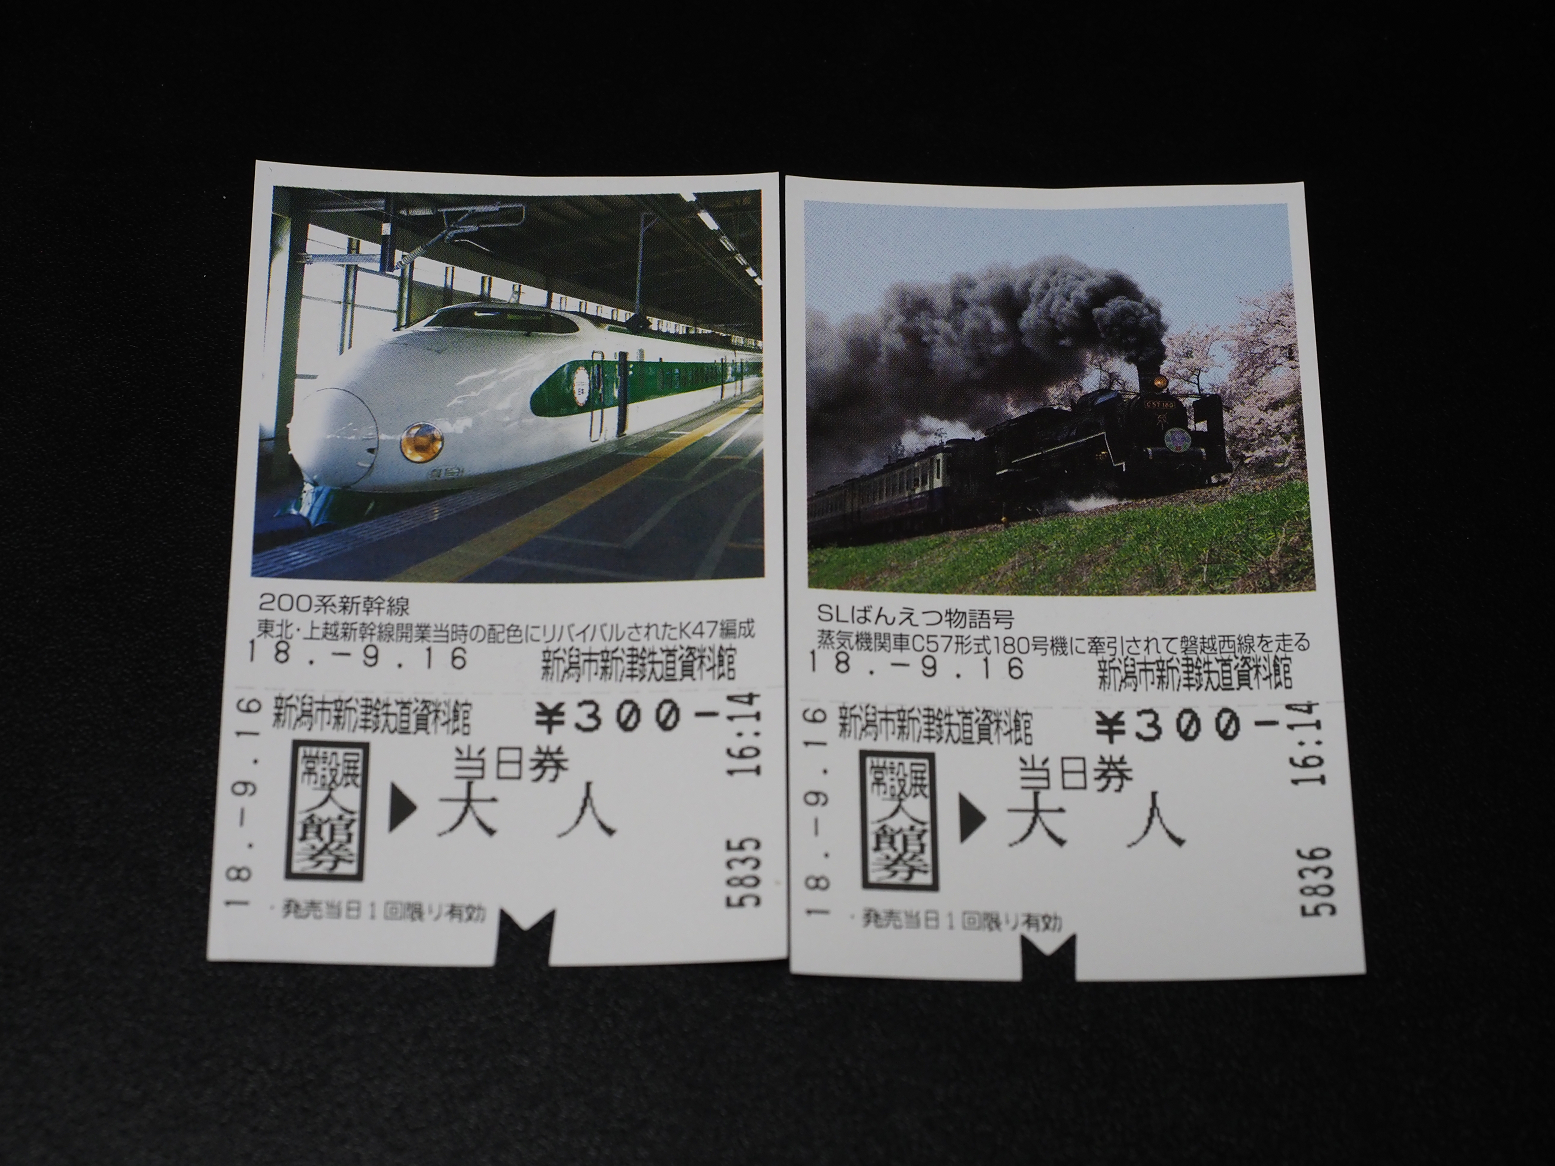 200系新幹線
東北・上越新幹線開業当時の配色にリバイバルされたK47編成
18.-9.16
新潟市新津鉄道資料館
18.-9.16
新潟市新津鉄道資料館
¥300-
常設展
入館券
当日券
大人
16:14
5835
・発売当日1回限り有効
C57 180
SLばんえつ物語号
蒸気機関車C57形式180号機に牽引されて磐越西線を走る
18.-9.16
新潟市新津鉄道資料館
18.-9.16
新潟市新津鉄道資料館
¥300-
常設展
入館券
当日券
大人
16:14
5836
・発売当日1回限り有効